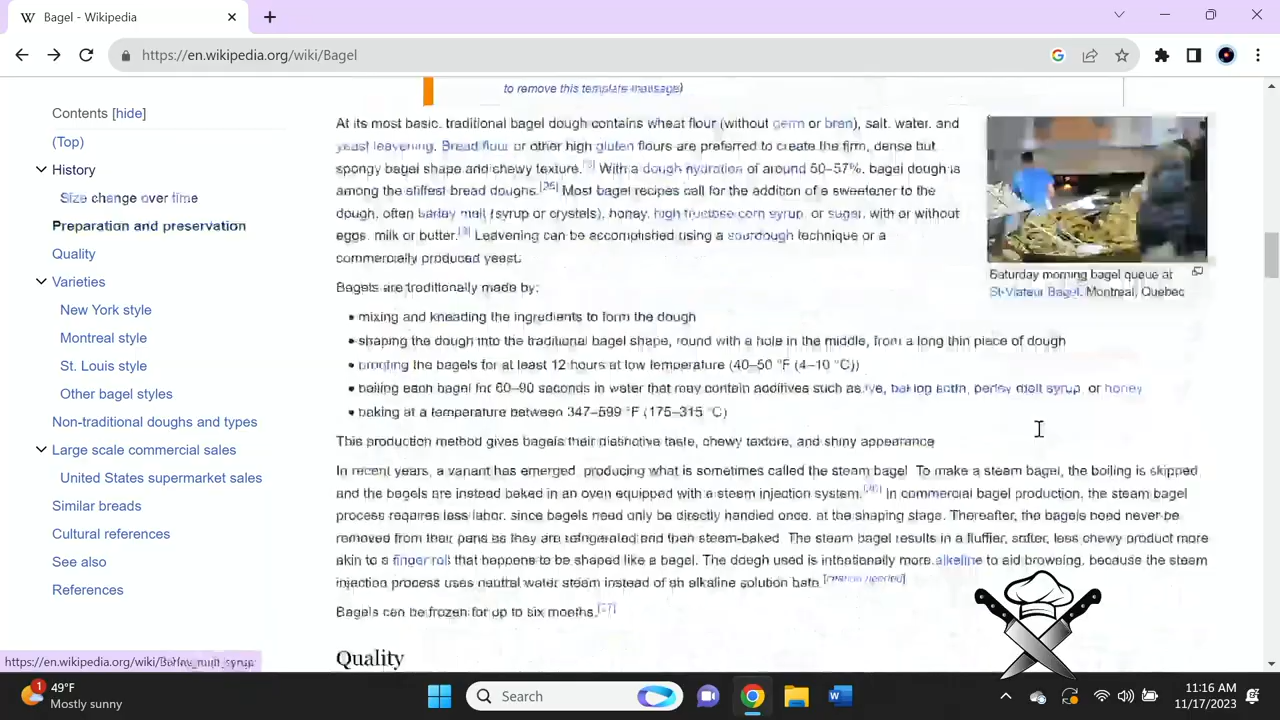 Bagel - Wikipedia
https://en.wikipedia.org/wiki/Bagel
Contents [hide]
(Top)
History
Size change over time
Preparation and preservation
Quality
Varieties
New York style
Montreal style
St. Louis style
Other bagel styles
Non-traditional doughs and types
Large scale commercial sales
United States supermarket sales
Similar breads
Cultural references
See also
References
to remove this template message)
At its most basic, traditional bagel dough contains wheat flour (without germ or bran), salt, water, and
yeast leavening. Bread flour or other high gluten flours are preferred to create the firm, dense but
spongy bagel shape and chewy texture.[3] With a dough hydration of around 50–57%, bagel dough is
among the stiffest bread doughs.[25] Most bagel recipes call for the addition of a sweetener to the
dough, often barley malt (syrup or crystals), honey, high fructose corn syrup, or sugar, with or without
eggs, milk or butter.[3] Leavening can be accomplished using a sourdough technique or a
commercially produced yeast.
Bagels are traditionally made by:
• mixing and kneading the ingredients to form the dough
• shaping the dough into the traditional bagel shape, round with a hole in the middle, from a long thin piece of dough
• proofing the bagels for at least 12 hours at low temperature (40–50 °F (4–10 °C))
• boiling each bagel for 60–90 seconds in water that may contain additives such as lye, baking soda, barley malt syrup, or honey
• baking at a temperature between 347–599 °F (175–315 °C)
This production method gives bagels their distinctive taste, chewy texture, and shiny appearance
In recent years, a variant has emerged, producing what is sometimes called the steam bagel. To make a steam bagel, the boiling is skipped,
and the bagels are instead baked in an oven equipped with a steam injection system.[26] In commercial bagel production, the steam bagel
process requires less labor, since bagels need only be directly handled once, at the shaping stage. Thereafter, the bagels need never be
removed from their pans as they are refrigerated and then steam-baked. The steam bagel results in a fluffier, softer, less chewy product more
akin to a finger roll that happens to be shaped like a bagel. The dough used is intentionally more alkaline to aid browning, because the steam
injection process uses neutral water steam instead of an alkaline solution bath.[citation needed]
Bagels can be frozen for up to six months.[27]
Quality
Saturday morning bagel queue at
St-Viateur Bagel, Montreal, Quebec
https://en.wikipedia.org/wiki/Barley_malt_syrup
1
49°F
Mostly sunny
Search
11:16 AM
11/17/2023